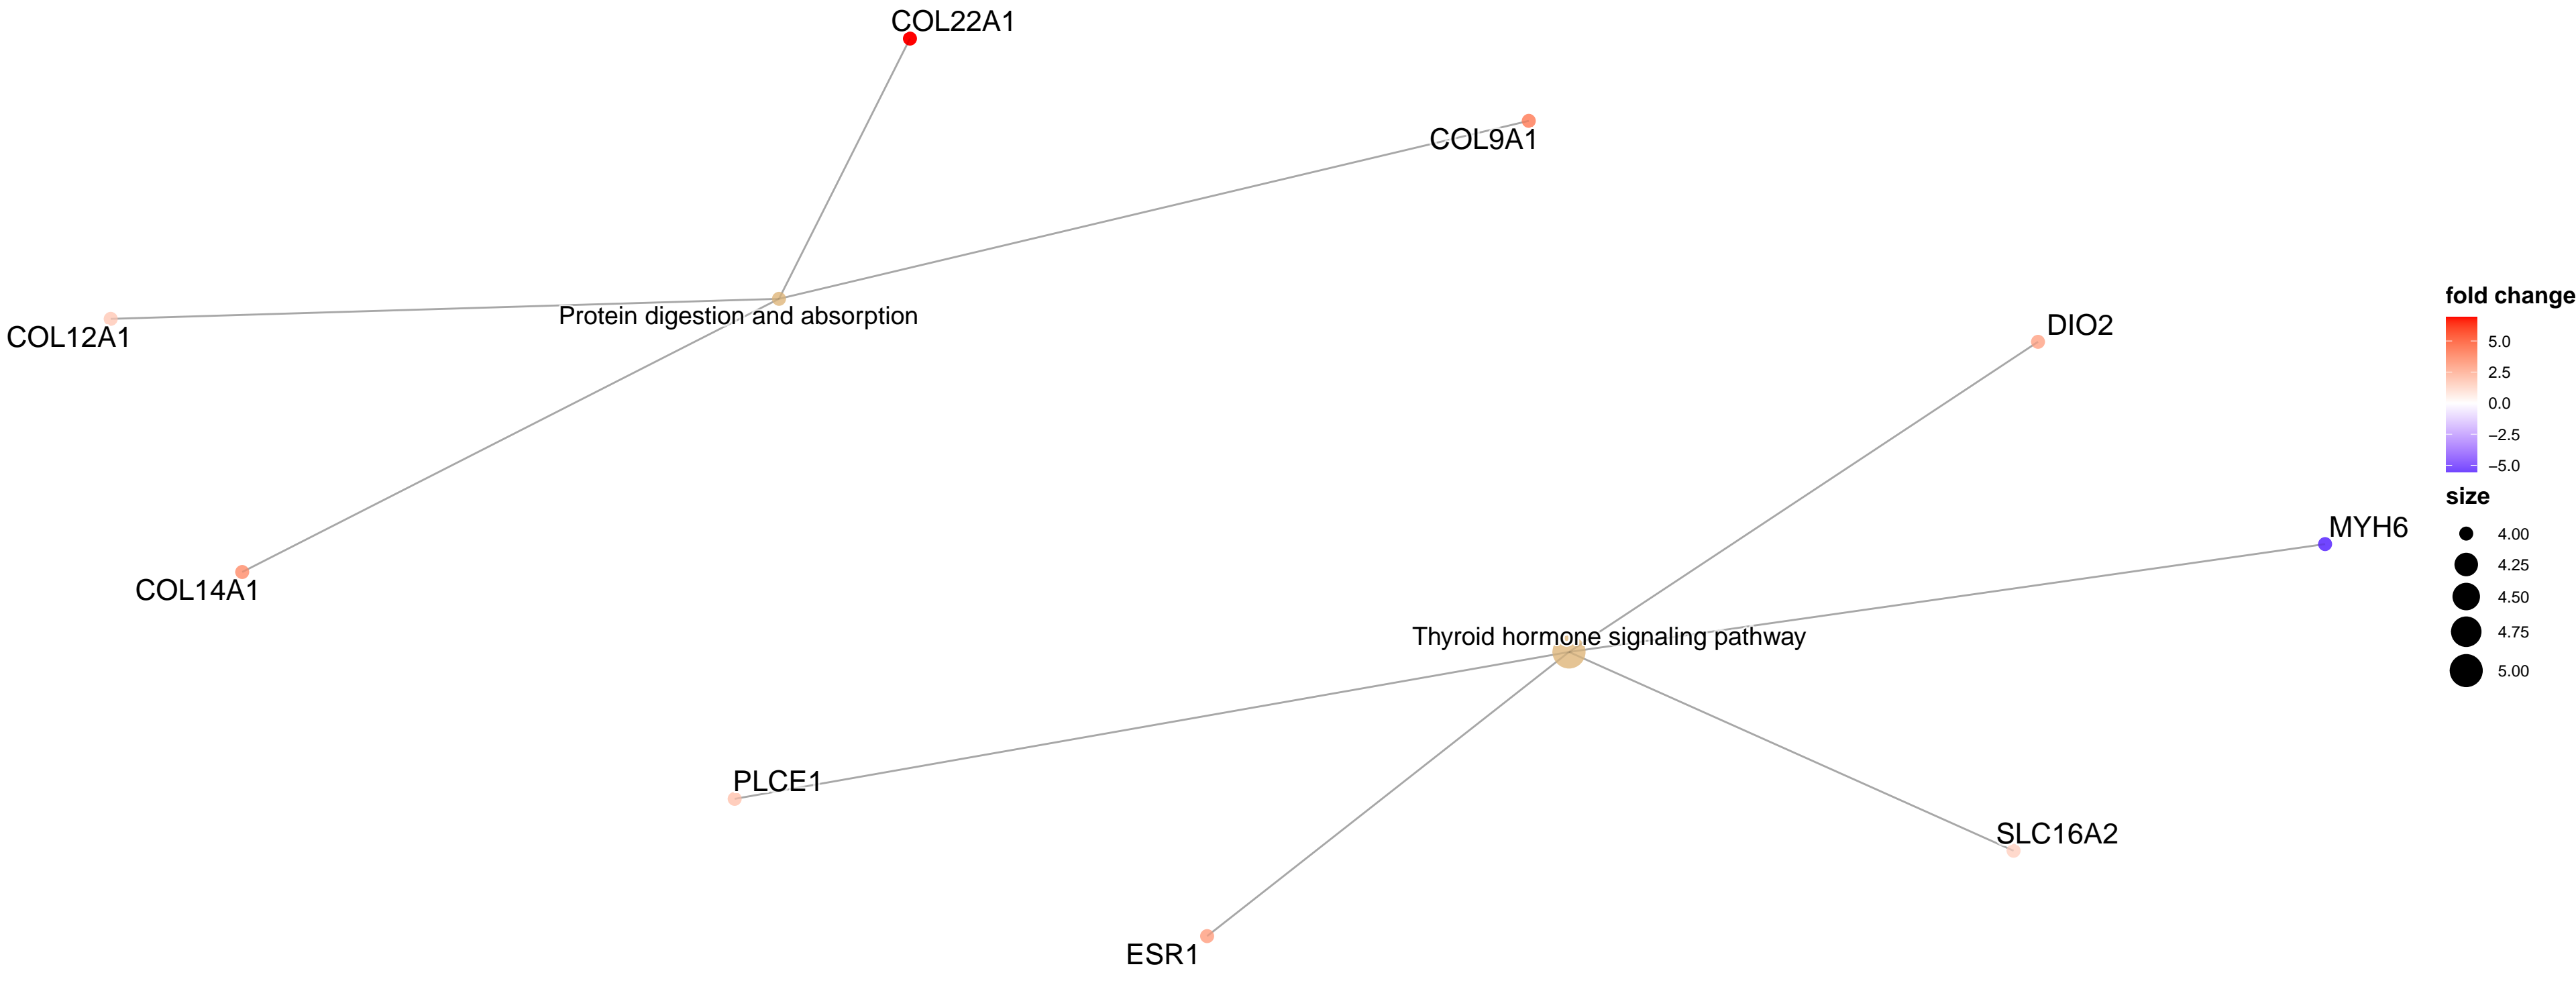 COL22A1
COL9A1
Protein digestion and absorption
COL12A1
COL14A1
DIO2
MYH6
Thyroid hormone signaling pathway
PLCE1
SLC16A2
ESR1
fold change
5.0
2.5
0.0
−2.5
−5.0
size
4.00
4.25
4.50
4.75
5.00